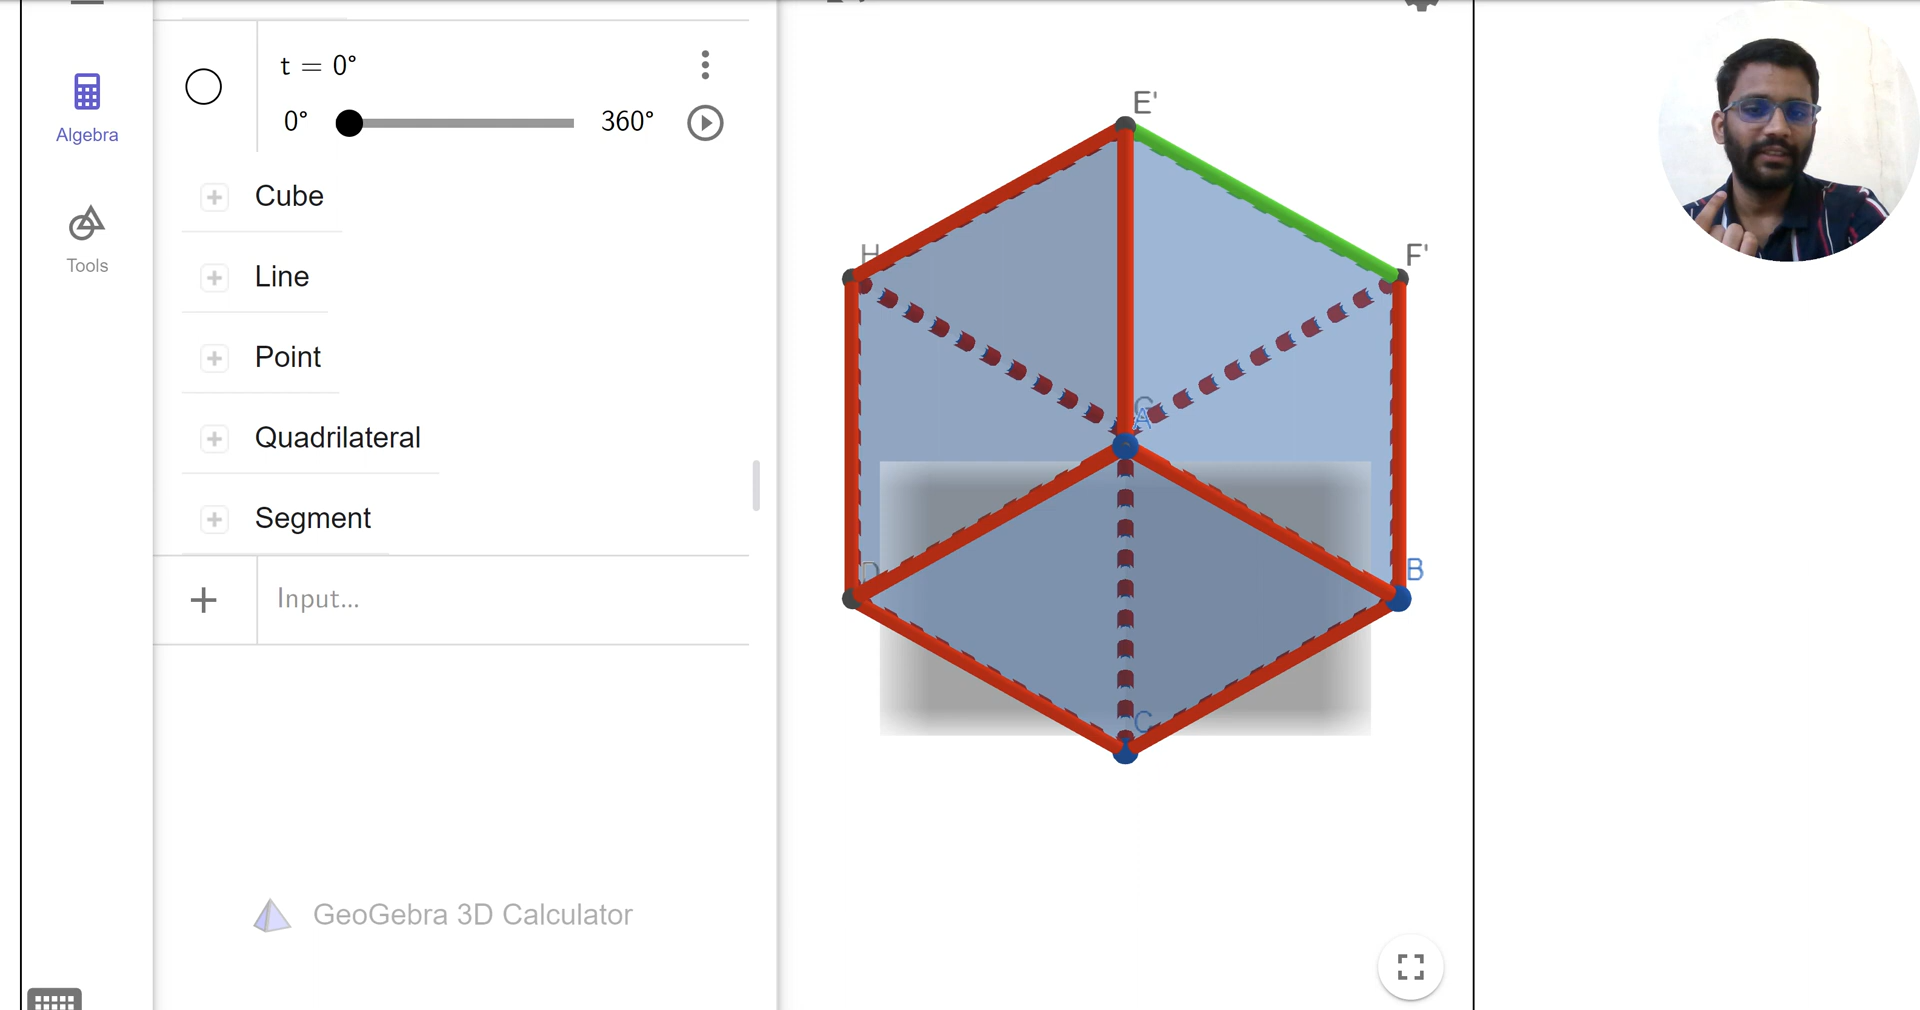 t = 0°
0° 360°
Algebra
Tools
Cube
Line
Point
Quadrilateral
Segment
Input...
GeoGebra 3D Calculator
E'
H
F'
G
A
D
B
C